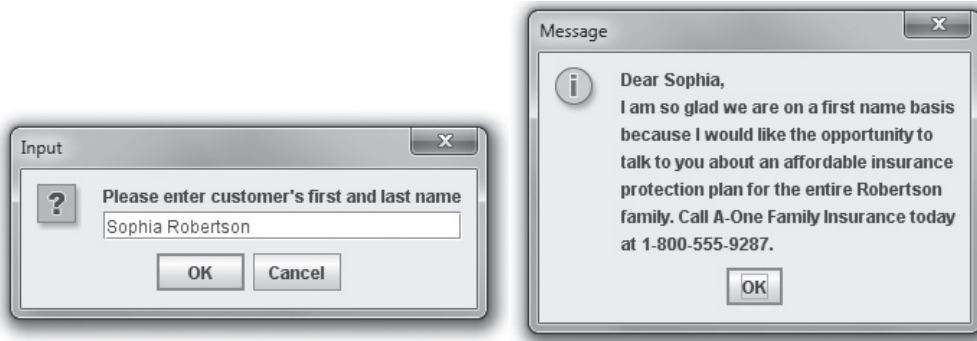 Input
x
?
Please enter customer's first and last name
Sophia Robertson
OK
Cancel
Message
x
i
Dear Sophia,
I am so glad we are on a first name basis
because I would like the opportunity to
talk to you about an affordable insurance
protection plan for the entire Robertson
family. Call A-One Family Insurance today
at 1-800-555-9287.
OK